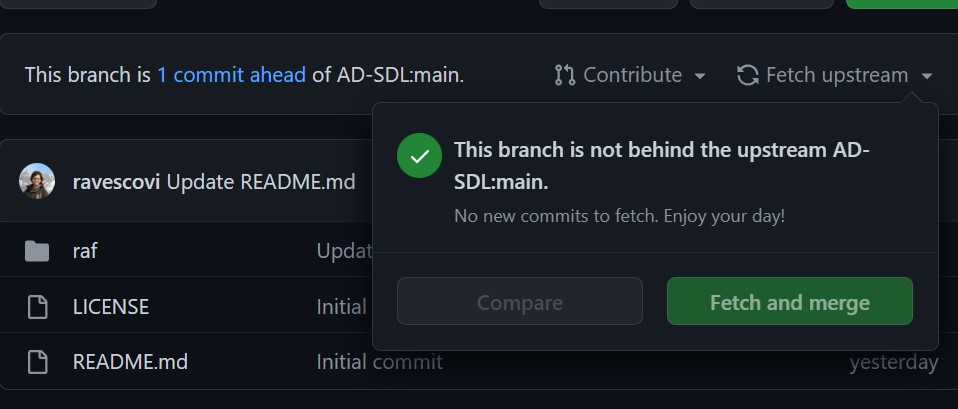 This branch is 1 commit ahead of AD-SDL:main.
Contribute
Fetch upstream
This branch is not behind the upstream AD-
SDL:main.
No new commits to fetch. Enjoy your day!
Compare
Fetch and merge
ravescovi Update README.md
raf
Updat
LICENSE
Initial
README.md
Initial commit
yesterday